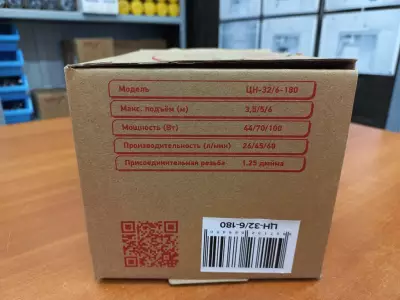 Модель ЦН-32/6-180
Макс. подъём (м) 3,5/5/6
Мощность (Вт) 44/70/100
Производительность (л/мин) 26/45/60
Присоединительная резьба 1.25 дюйма
ЦН-32/6-180